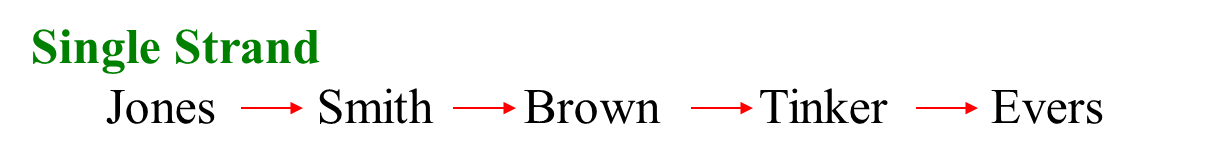 Single Strand
Jones → Smith → Brown → Tinker → Evers